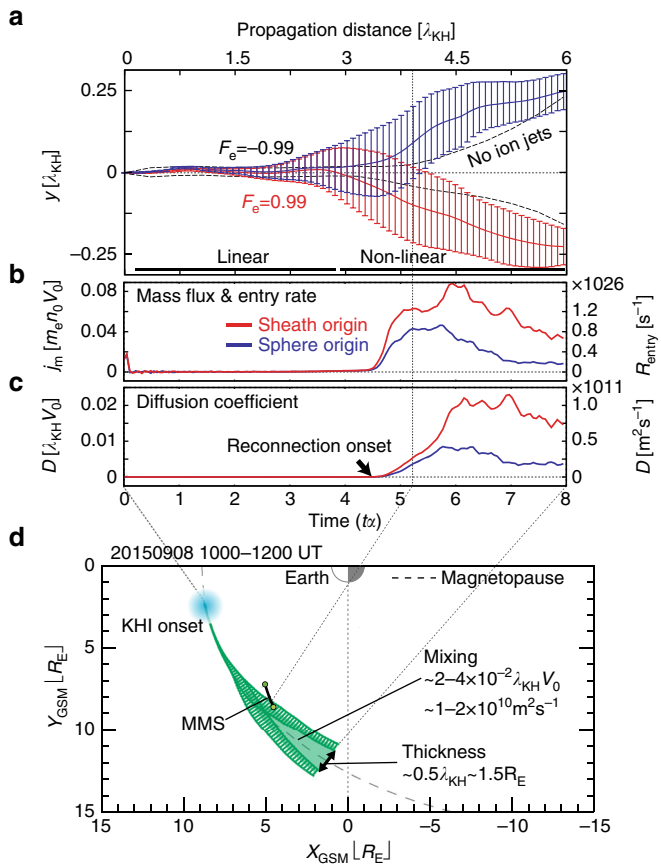 a
Propagation distance [λKH]
0 1.5 3 4.5 6
y [λKH]
0.25
0
−0.25
Fe=−0.99
Fe=0.99
No ion jets
Linear
Non-linear
b
jm [men0V0]
0.08
0.04
0
Mass flux & entry rate
Sheath origin
Sphere origin
×1026
1.2
0.8
0.4
0
Rentry [s−1]
c
D [λKHV0]
0.02
0.01
0
Diffusion coefficient
Reconnection onset
×1011
1.0
0.5
0
D [m2s−1]
0 1 2 3 4 5 6 7 8
Time (tα)
d
20150908 1000–1200 UT
Earth
Magnetopause
KHI onset
MMS
Mixing
~2–4×10−2λKHV0
~1–2×1010m2s−1
Thickness
~0.5λKH~1.5RE
YGSM ⌊RE⌋
0
5
10
15
15 10 5 0 −5 −10 −15
XGSM ⌊RE⌋